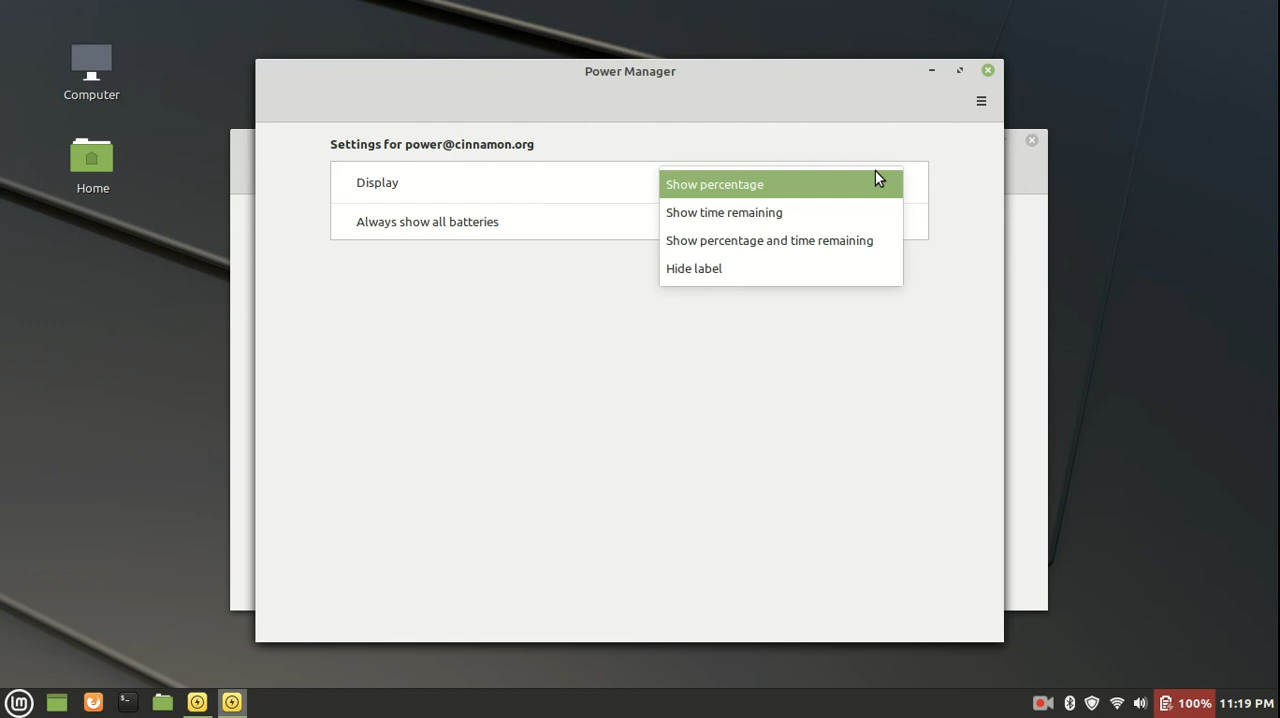 Power Manager
Computer
Settings for power@cinnamon.org
Display
Show percentage
Home
Show time remaining
Always show all batteries
Show percentage and time remaining
Hide label
100% 11:19 PM